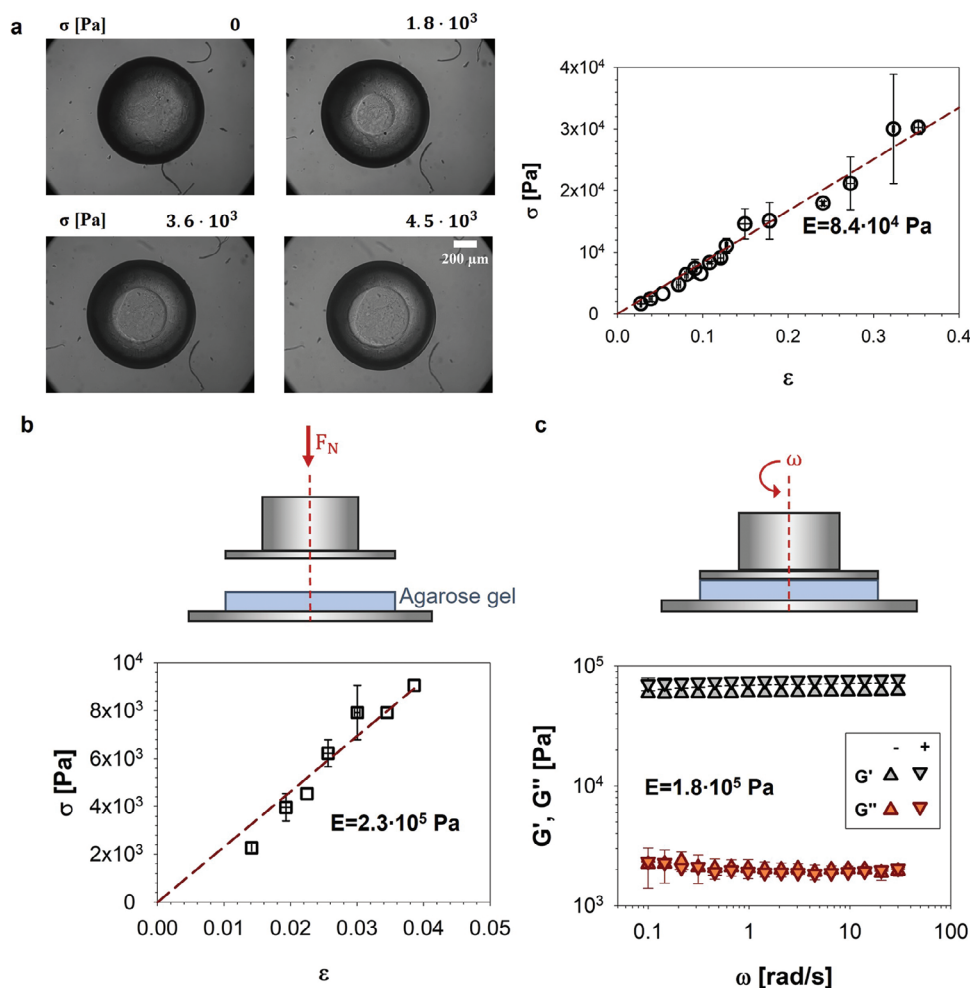 a
σ [Pa] 0 1.8 · 10³
σ [Pa] 3.6 · 10³ 4.5 · 10³
200 μm
4x10⁴
3x10⁴
2x10⁴
10⁴
0
σ [Pa]
E=8.4·10⁴ Pa
0.0 0.1 0.2 0.3 0.4
ε
b
F_N
Agarose gel
10⁴
8x10³
6x10³
4x10³
2x10³
0
σ [Pa]
E=2.3·10⁵ Pa
0.00 0.01 0.02 0.03 0.04 0.05
ε
c
ω
10⁵
10⁴
10³
G', G" [Pa]
- +
G'
G"
E=1.8·10⁵ Pa
0.1 1 10 100
ω [rad/s]